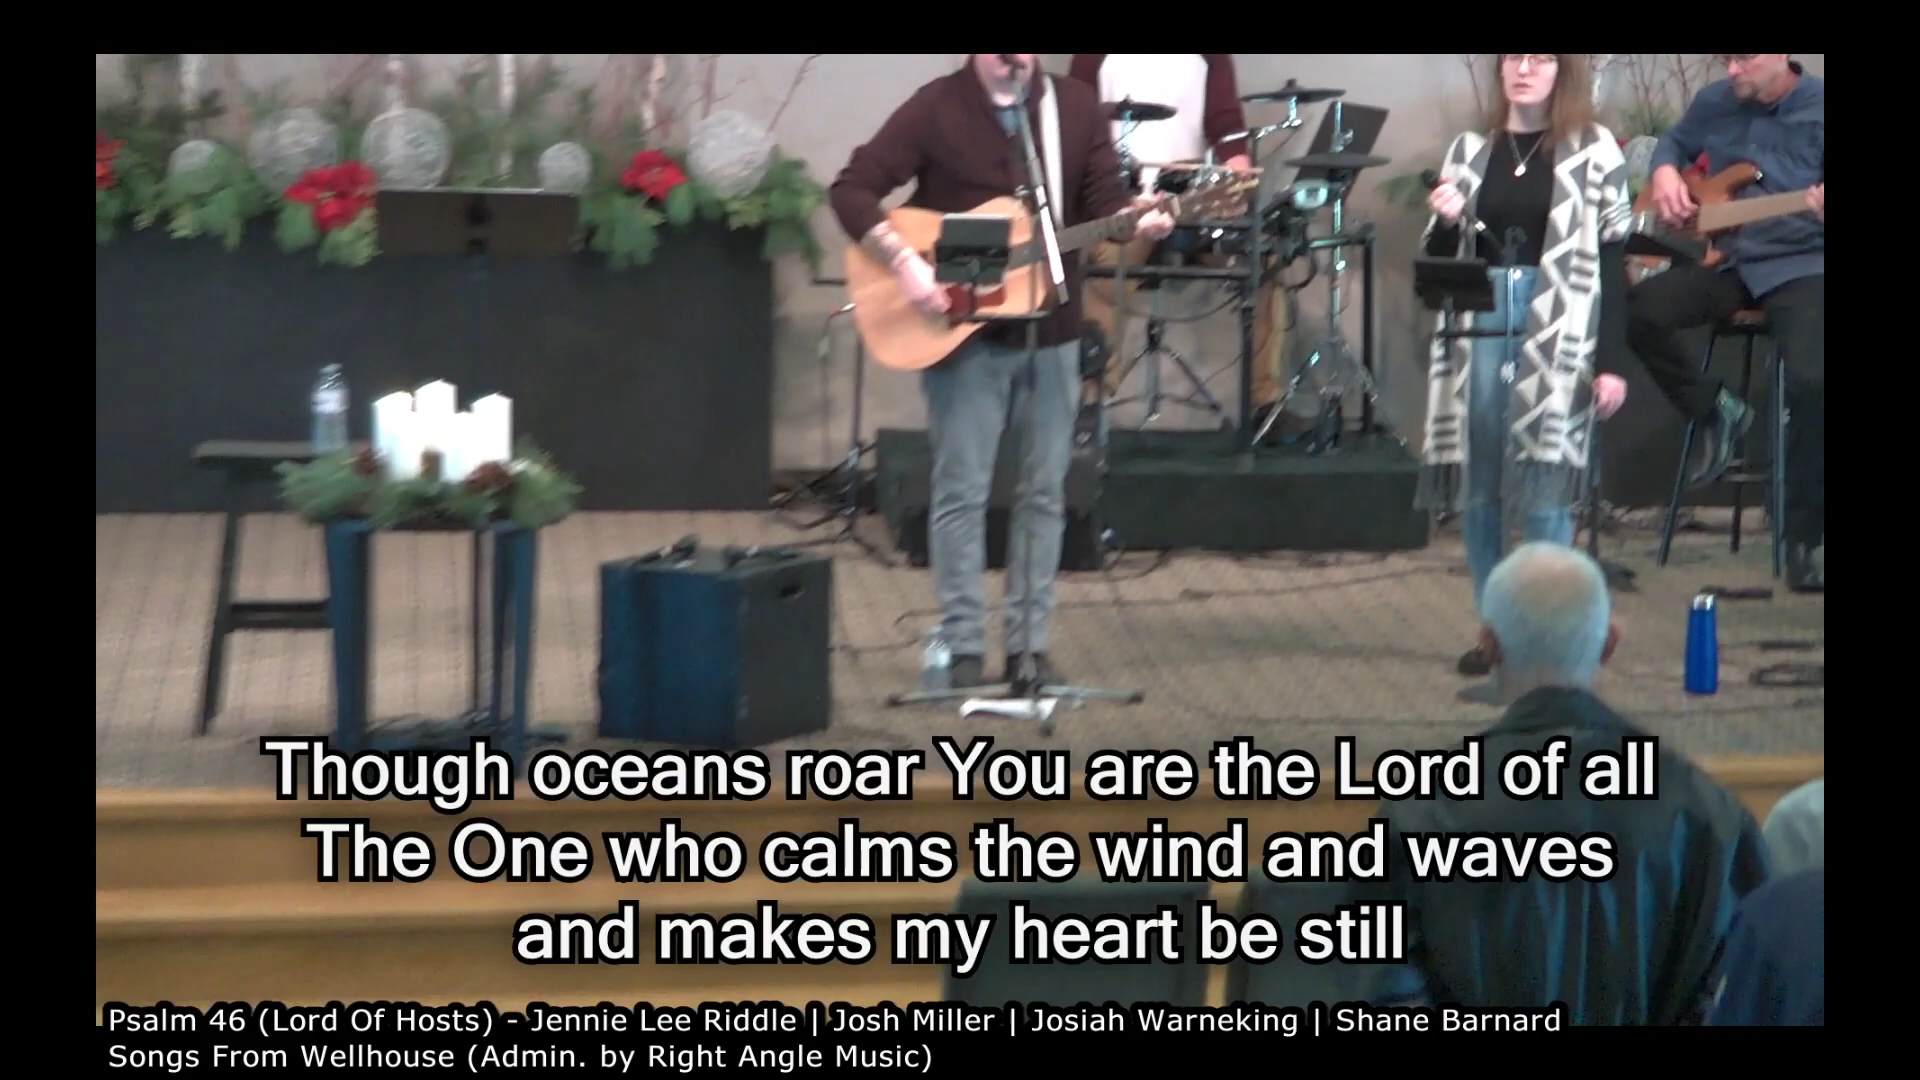 Though oceans roar You are the Lord of all
The One who calms the wind and waves
and makes my heart be still
Psalm 46 (Lord Of Hosts) - Jennie Lee Riddle | Josh Miller | Josiah Warneking | Shane Barnard
Songs From Wellhouse (Admin. by Right Angle Music)